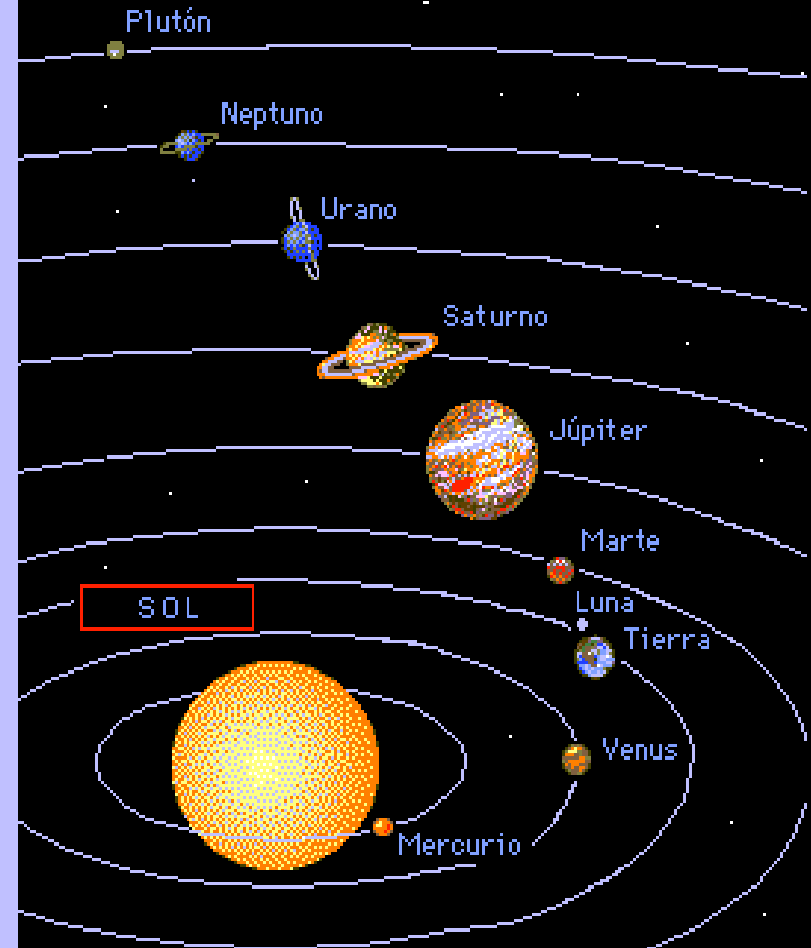 Plutón
Neptuno
Urano
Saturno
Júpiter
Marte
SOL
Luna
Tierra
Venus
Mercurio